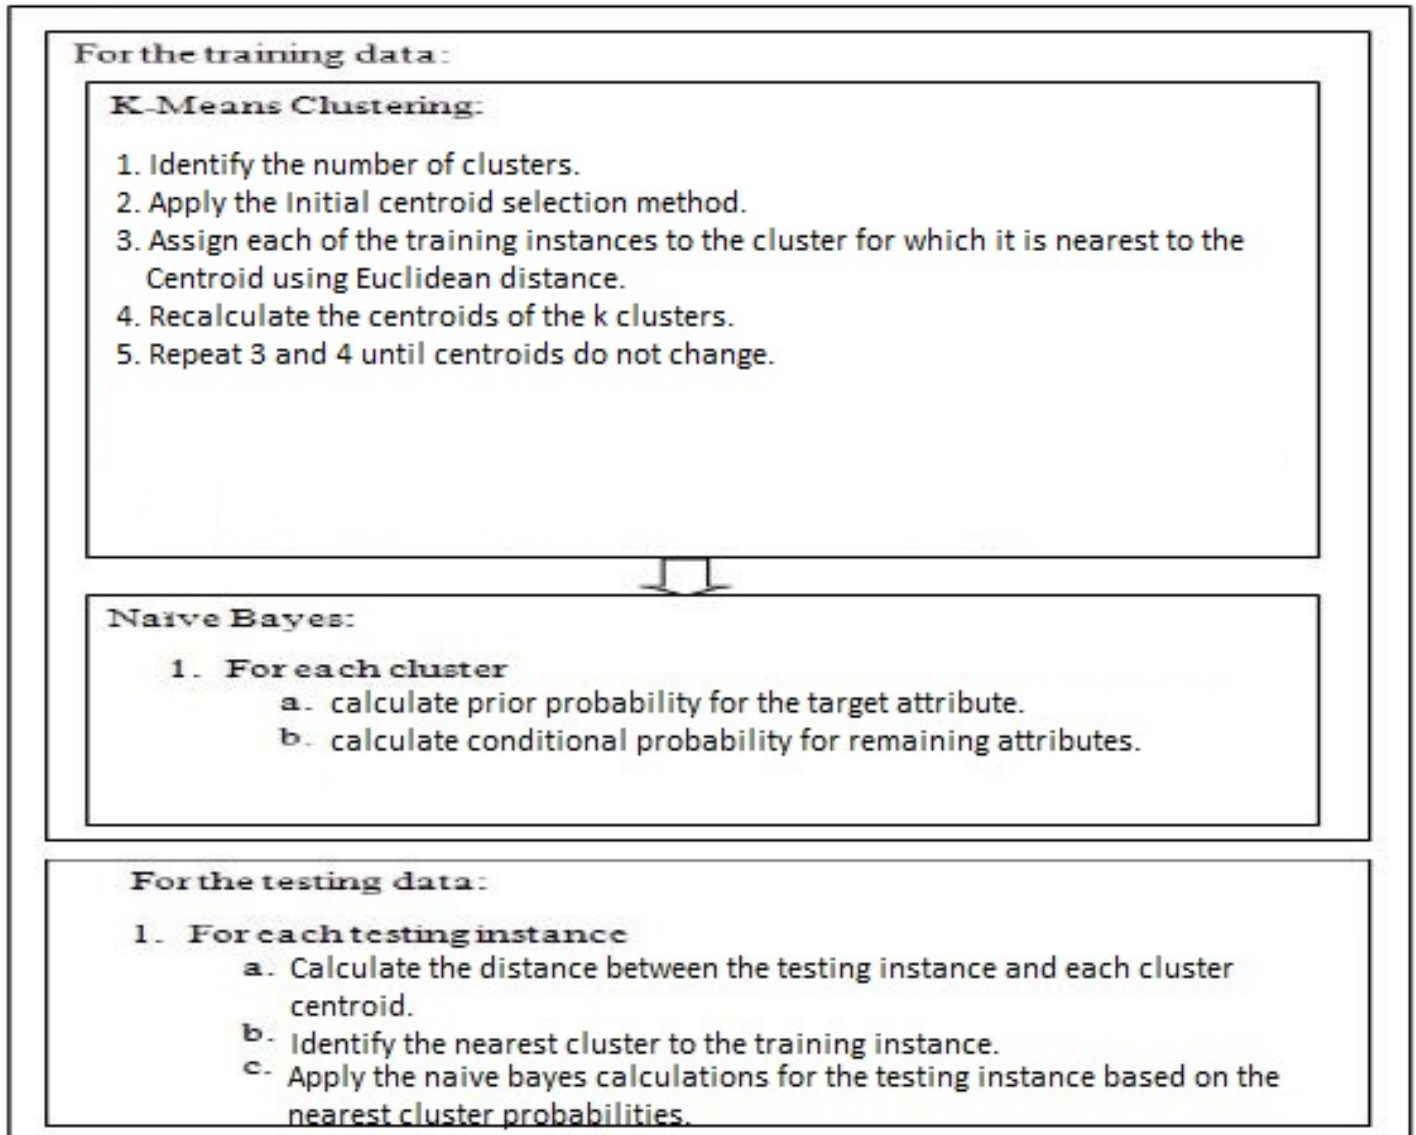 For the training data:
K-Means Clustering:
1. Identify the number of clusters.
2. Apply the Initial centroid selection method.
3. Assign each of the training instances to the cluster for which it is nearest to the
Centroid using Euclidean distance.
4. Recalculate the centroids of the k clusters.
5. Repeat 3 and 4 until centroids do not change.
Naïve Bayes:
1. For each cluster
a. calculate prior probability for the target attribute.
b. calculate conditional probability for remaining attributes.
For the testing data:
1. For each testing instance
a. Calculate the distance between the testing instance and each cluster
centroid.
b. Identify the nearest cluster to the training instance.
c. Apply the naive bayes calculations for the testing instance based on the
nearest cluster probabilities.